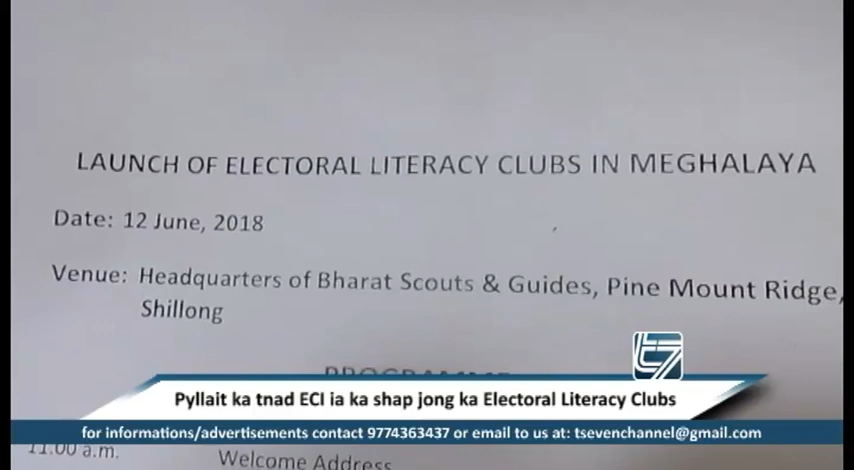 LAUNCH OF ELECTORAL LITERACY CLUBS IN MEGHALAYA
Date: 12 June, 2018
Venue: Headquarters of Bharat Scouts & Guides, Pine Mount Ridge,
Shillong
PROGRAMME
T7
Pyllait ka tnad ECI ia ka shap jong ka Electoral Literacy Clubs
for informations/advertisements contact 9774363437 or email to us at: tsevenchannel@gmail.com
11.00 a.m. Welcome Address